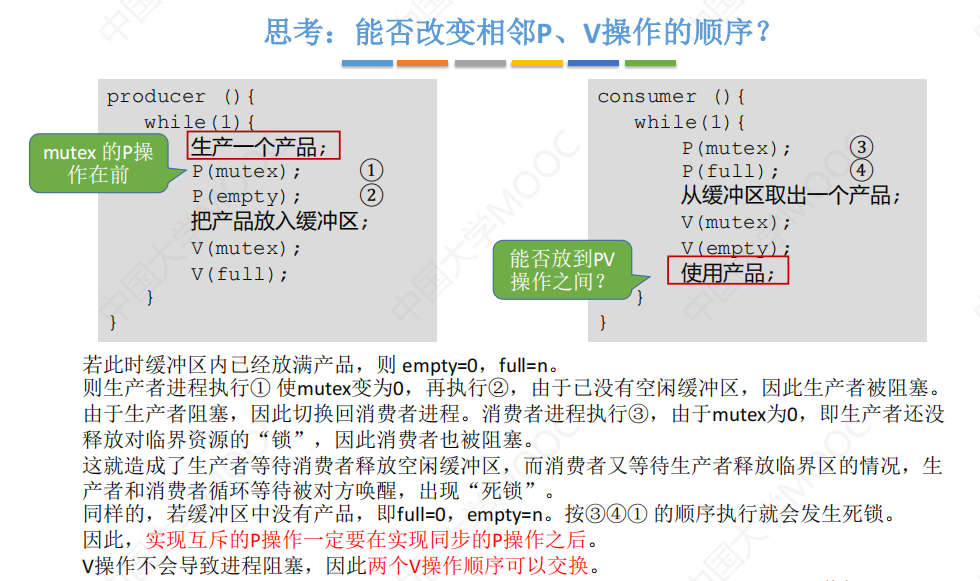 思考：能否改变相邻P、V操作的顺序？
producer (){
while(1){
生产一个产品;
P(mutex); ①
P(empty); ②
把产品放入缓冲区;
V(mutex);
V(full);
}
}
mutex 的P操
作在前
consumer (){
while(1){
P(mutex); ③
P(full); ④
从缓冲区取出一个产品;
V(mutex);
V(empty);
使用产品;
}
}
能否放到PV
操作之间？
若此时缓冲区内已经放满产品，则 empty=0，full=n。
则生产者进程执行① 使mutex变为0，再执行②，由于已没有空闲缓冲区，因此生产者被阻塞。
由于生产者阻塞，因此切换回消费者进程。消费者进程执行③，由于mutex为0，即生产者还没
释放对临界资源的“锁”，因此消费者也被阻塞。
这就造成了生产者等待消费者释放空闲缓冲区，而消费者又等待生产者释放临界区的情况，生
产者和消费者循环等待被对方唤醒，出现“死锁”。
同样的，若缓冲区中没有产品，即full=0，empty=n。按③④① 的顺序执行就会发生死锁。
因此，实现互斥的P操作一定要在实现同步的P操作之后。
V操作不会导致进程阻塞，因此两个V操作顺序可以交换。
中国大学MOOC